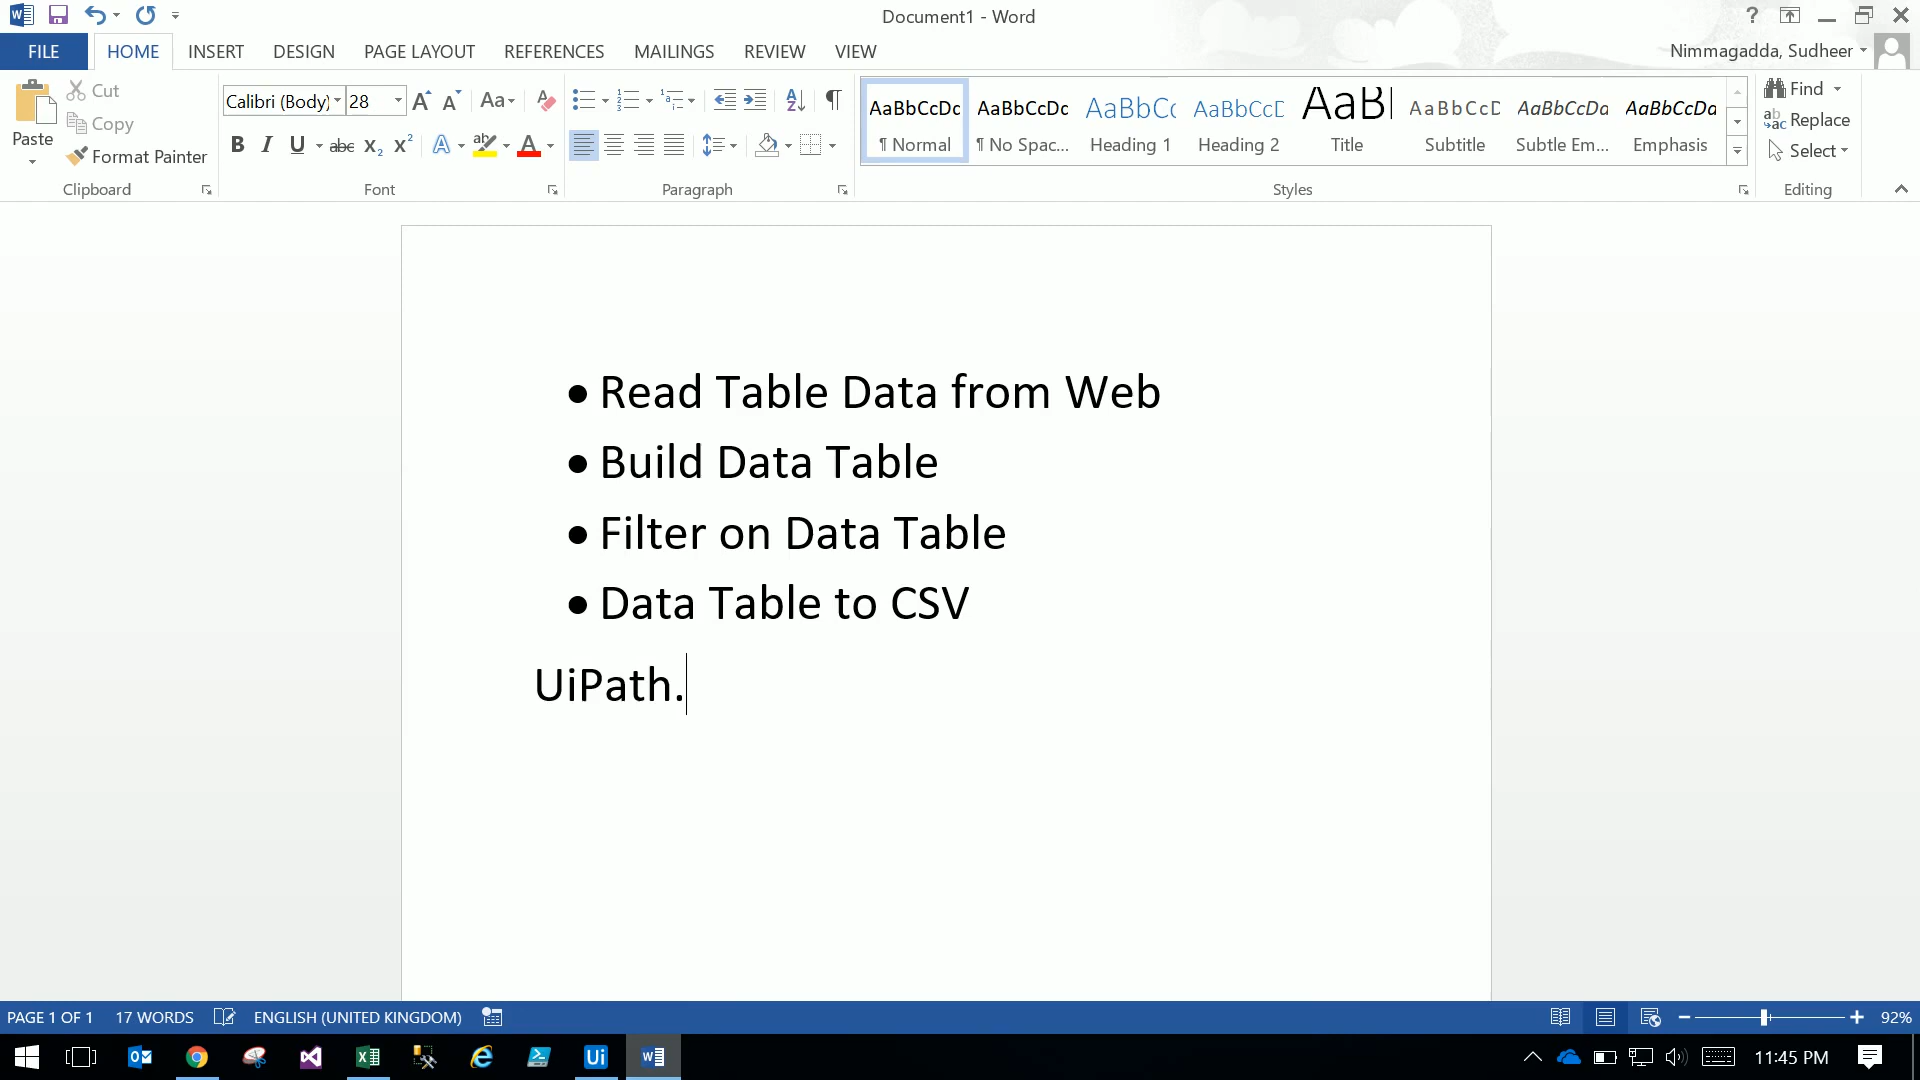 Document1 - Word
FILE HOME INSERT DESIGN PAGE LAYOUT REFERENCES MAILINGS REVIEW VIEW
Nimmagadda, Sudheer
Paste
Cut
Copy
Format Painter
Clipboard
Calibri (Body) 28
Font
Paragraph
AaBbCcDc AaBbCcDc AaBbCc AaBbCcD AaBl AaBbCcD AaBbCcDa AaBbCcDa
¶ Normal ¶ No Spac... Heading 1 Heading 2 Title Subtitle Subtle Em... Emphasis
Styles
Find
Replace
Select
Editing
• Read Table Data from Web
• Build Data Table
• Filter on Data Table
• Data Table to CSV
UiPath.
PAGE 1 OF 1 17 WORDS ENGLISH (UNITED KINGDOM) 92%
11:45 PM